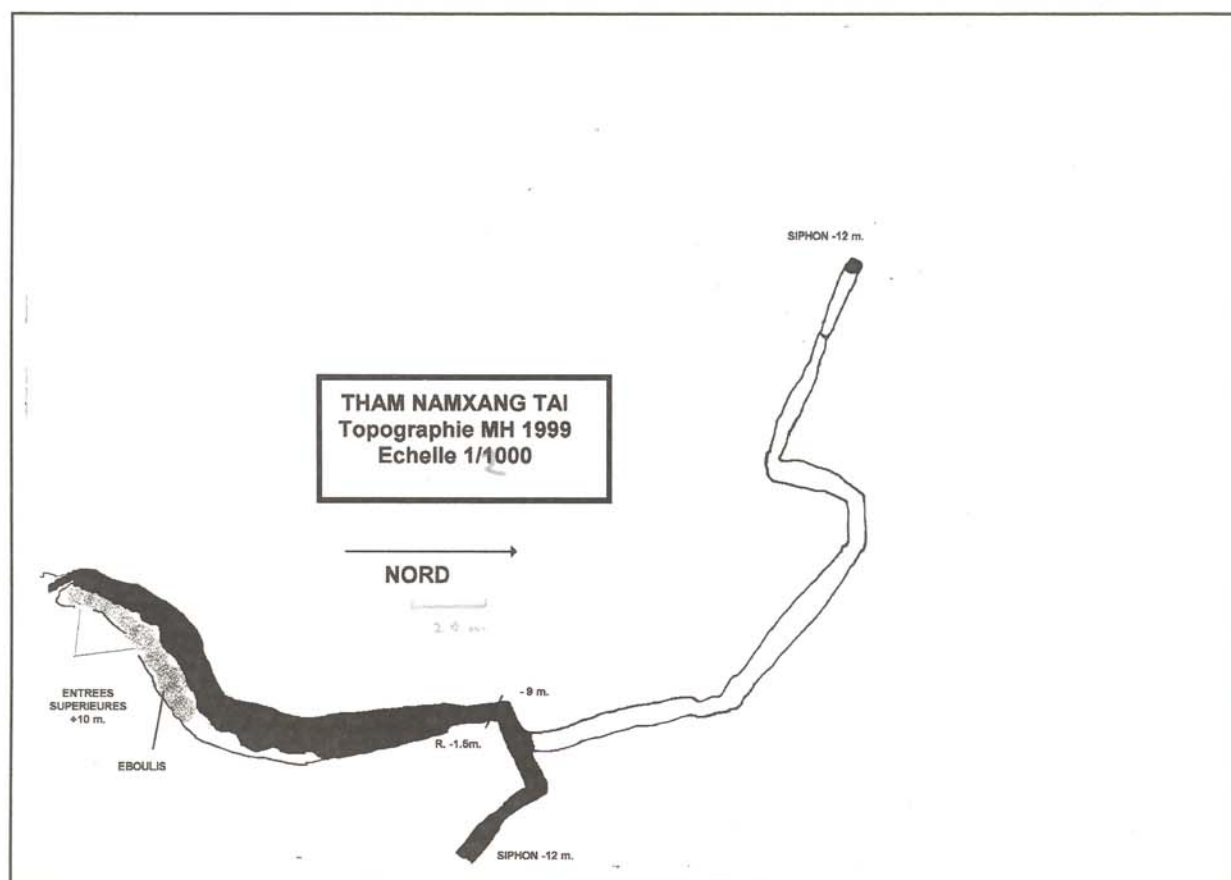 SIPHON -12 m.
THAM NAMXANG TAI
Topographie MH 1999
Echelle 1/1000
NORD
ENTREES
SUPERIEURES
+10 m.
EBOULIS
- 9 m.
R. -1.5m.
SIPHON -12 m.